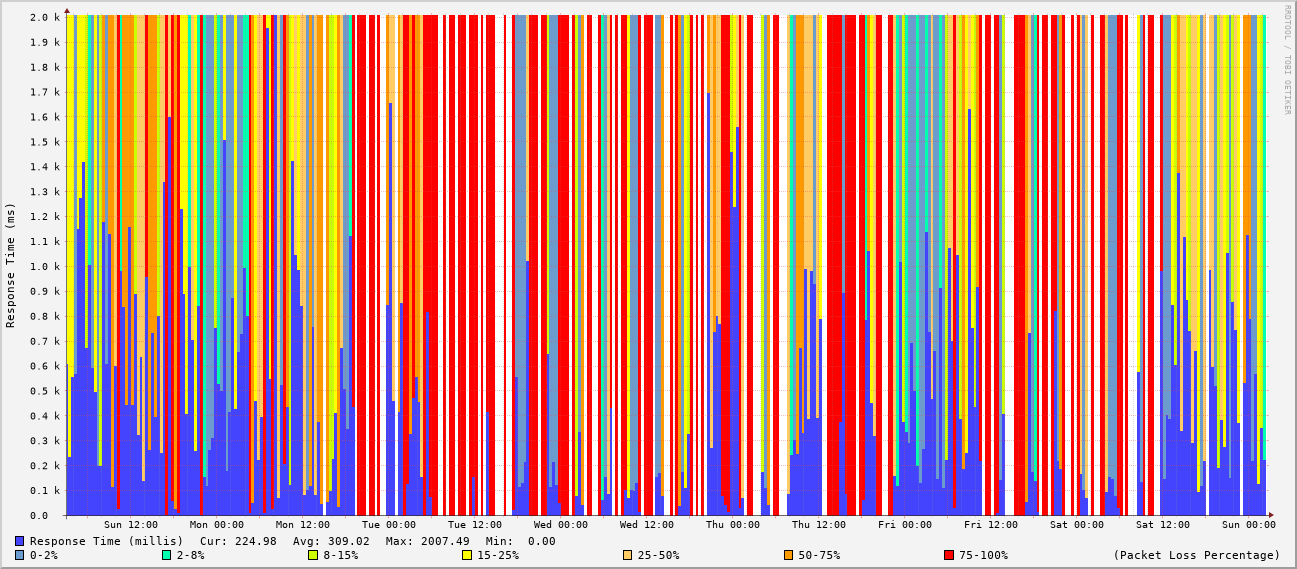 RRDTOOL / TOBI OETIKER
Response Time (ms)
2.0 k
1.9 k
1.8 k
1.7 k
1.6 k
1.5 k
1.4 k
1.3 k
1.2 k
1.1 k
1.0 k
0.9 k
0.8 k
0.7 k
0.6 k
0.5 k
0.4 k
0.3 k
0.2 k
0.1 k
0.0
Sun 12:00 Mon 00:00 Mon 12:00 Tue 00:00 Tue 12:00 Wed 00:00 Wed 12:00 Thu 00:00 Thu 12:00 Fri 00:00 Fri 12:00 Sat 00:00 Sat 12:00 Sun 00:00
Response Time (millis) Cur: 224.98 Avg: 309.02 Max: 2007.49 Min: 0.00
0-2% 2-8% 8-15% 15-25% 25-50% 50-75% 75-100% (Packet Loss Percentage)